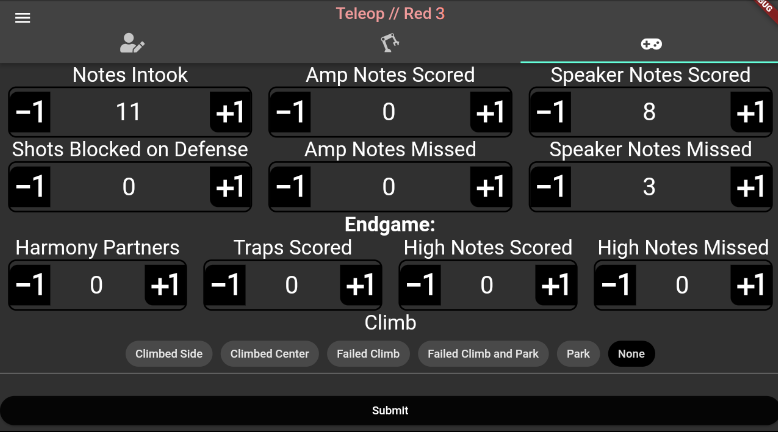 Teleop // Red 3
UG
Notes Intook Amp Notes Scored Speaker Notes Scored
−1 11 +1 −1 0 +1 −1 8 +1
Shots Blocked on Defense Amp Notes Missed Speaker Notes Missed
−1 0 +1 −1 0 +1 −1 3 +1
Endgame:
Harmony Partners Traps Scored High Notes Scored High Notes Missed
−1 0 +1 −1 0 +1 −1 0 +1 −1 0 +1
Climb
Climbed Side Climbed Center Failed Climb Failed Climb and Park Park None
Submit